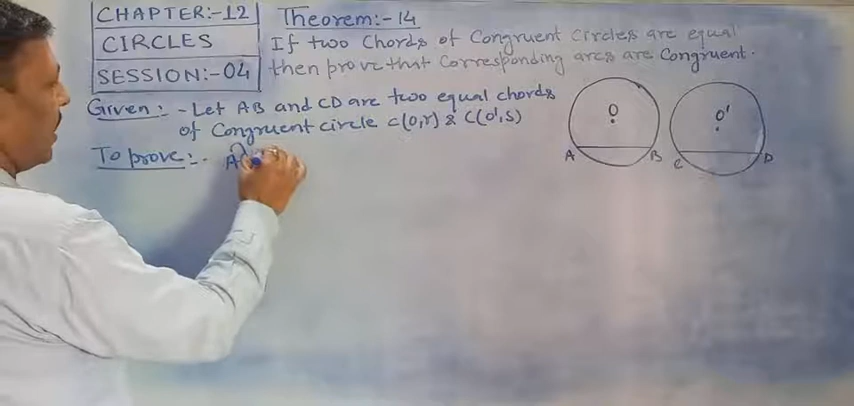 CHAPTER:-12
CIRCLES
SESSION:-04
Theorem:-14
If two Chords of Congruent Circles are equal
then prove that Corresponding arcs are Congruent.
Given:- Let AB and CD are two equal chords
of Congruent circle C(O,r) & C(O',S)
To prove:- A
O
A
B
O'
C
D